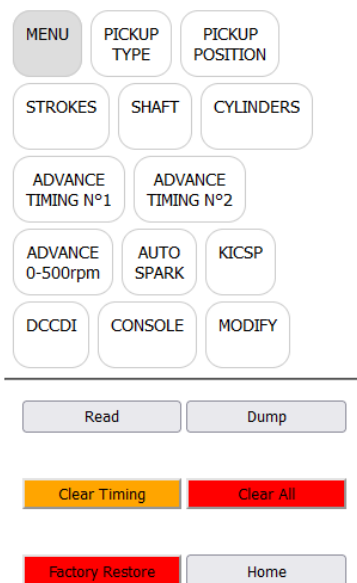 MENU PICKUP PICKUP
TYPE POSITION
STROKES SHAFT CYLINDERS
ADVANCE ADVANCE
TIMING N°1 TIMING N°2
ADVANCE AUTO KICSP
0-500rpm SPARK
DCCDI CONSOLE MODIFY
Read Dump
Clear Timing Clear All
Factory Restore Home